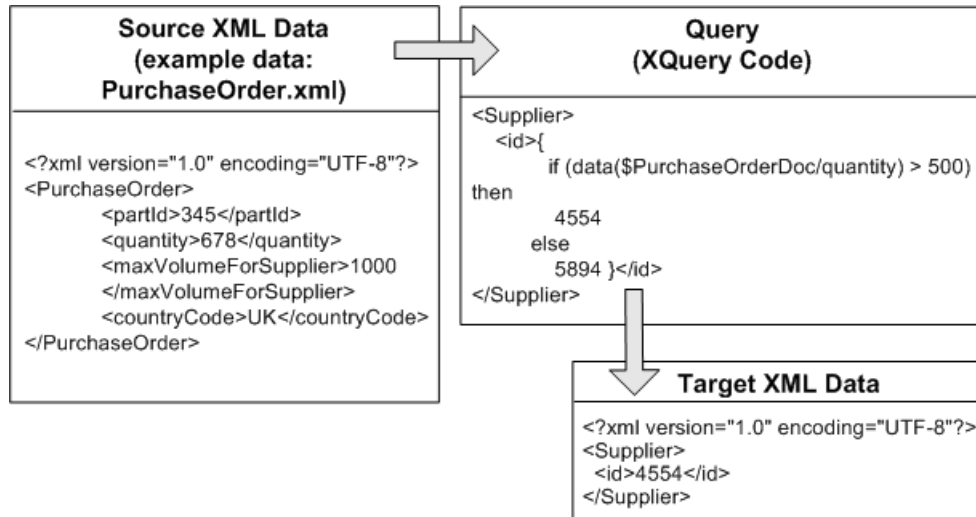 Source XML Data
(example data:
PurchaseOrder.xml)
<?xml version="1.0" encoding="UTF-8"?>
<PurchaseOrder>
<partId>345</partId>
<quantity>678</quantity>
<maxVolumeForSupplier>1000
</maxVolumeForSupplier>
<countryCode>UK</countryCode>
</PurchaseOrder>
Query
(XQuery Code)
<Supplier>
<id>{
if (data($PurchaseOrderDoc/quantity) > 500)
then
4554
else
5894 }</id>
</Supplier>
Target XML Data
<?xml version="1.0" encoding="UTF-8"?>
<Supplier>
<id>4554</id>
</Supplier>